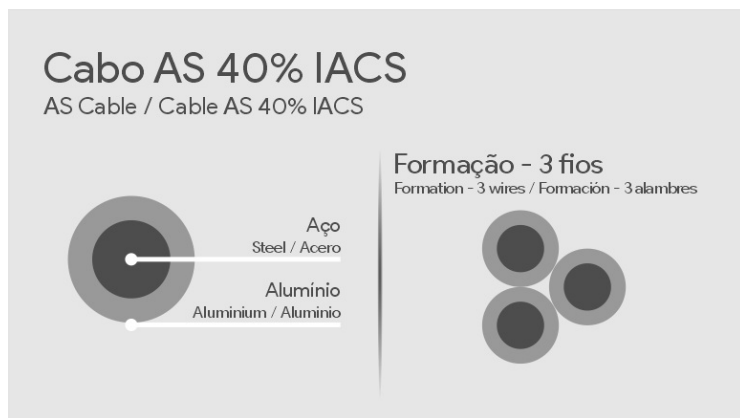 Cabo AS 40% IACS
AS Cable / Cable AS 40% IACS
Aço
Steel / Acero
Alumínio
Aluminium / Aluminio
Formação - 3 fios
Formation - 3 wires / Formación - 3 alambres